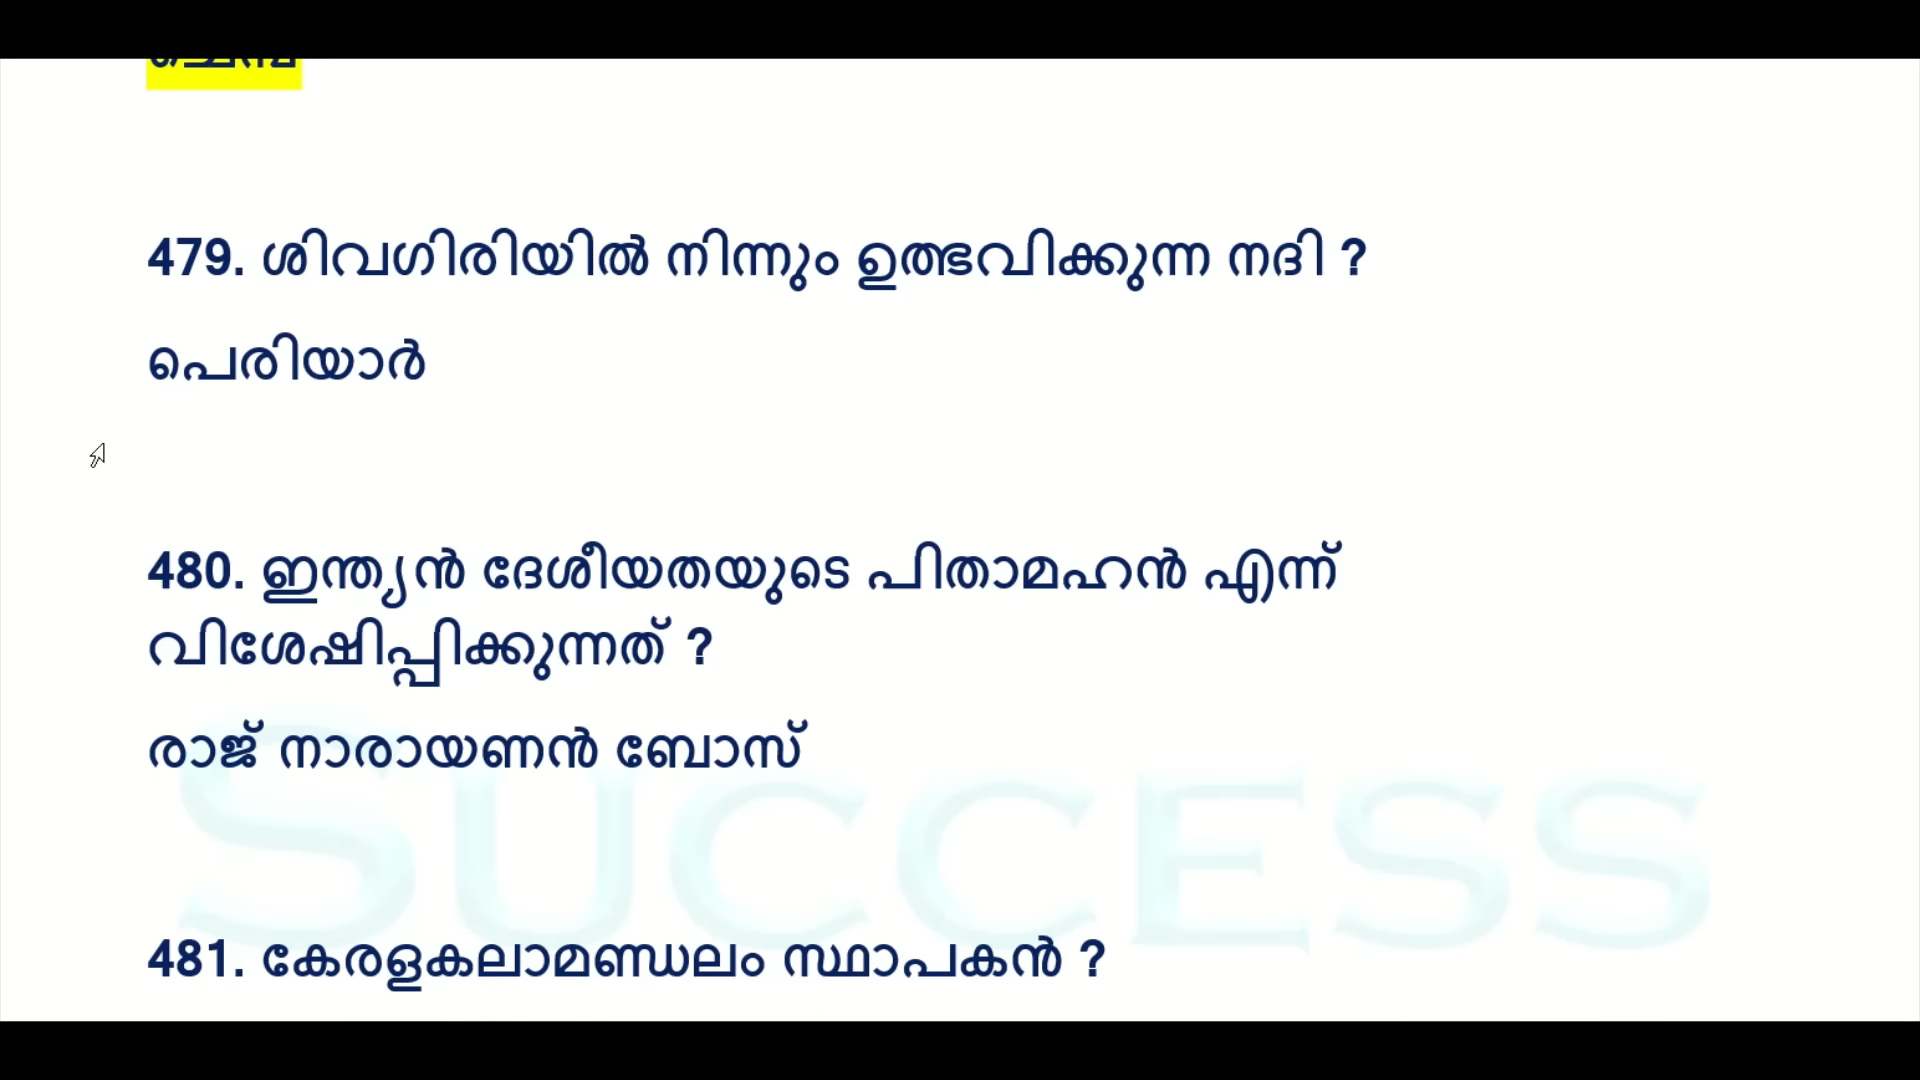 479. ശിവഗിരിയിൽ നിന്നും ഉത്ഭവിക്കുന്ന നദി ?
പെരിയാർ
480. ഇന്ത്യൻ ദേശീയതയുടെ പിതാമഹൻ എന്ന്
വിശേഷിപ്പിക്കുന്നത് ?
രാജ് നാരായണൻ ബോസ്
SUCCESS
481. കേരളകലാമണ്ഡലം സ്ഥാപകൻ ?